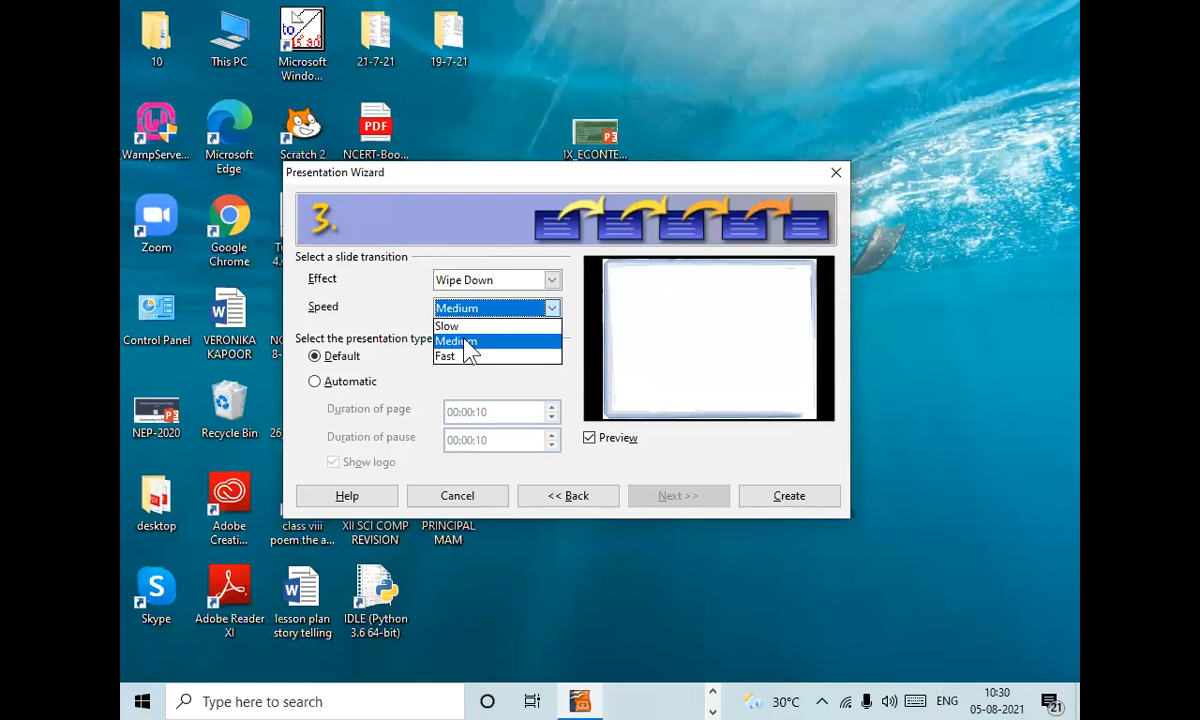 10
This PC
Microsoft
Windo...
21-7-21
19-7-21
WampServe...
Microsoft
Edge
Scratch 2
PDF
NCERT-Boo...
IX_ECONTE...
Presentation Wizard
3.
Select a slide transition
Effect
Wipe Down
Speed
Medium
Slow
Medium
Fast
Select the presentation type
Default
Automatic
Duration of page
00:00:10
Duration of pause
00:00:10
Show logo
Preview
Help
Cancel
<< Back
Next >>
Create
Zoom
Google
Chrome
Control Panel
VERONIKA
KAPOOR
NEP-2020
Recycle Bin
desktop
Adobe
Creati...
class viii
poem the a...
XII SCI COMP
REVISION
PRINCIPAL
MAM
Skype
Adobe Reader
XI
lesson plan
story telling
IDLE (Python
3.6 64-bit)
Type here to search
30°C
ENG
10:30
05-08-2021
21